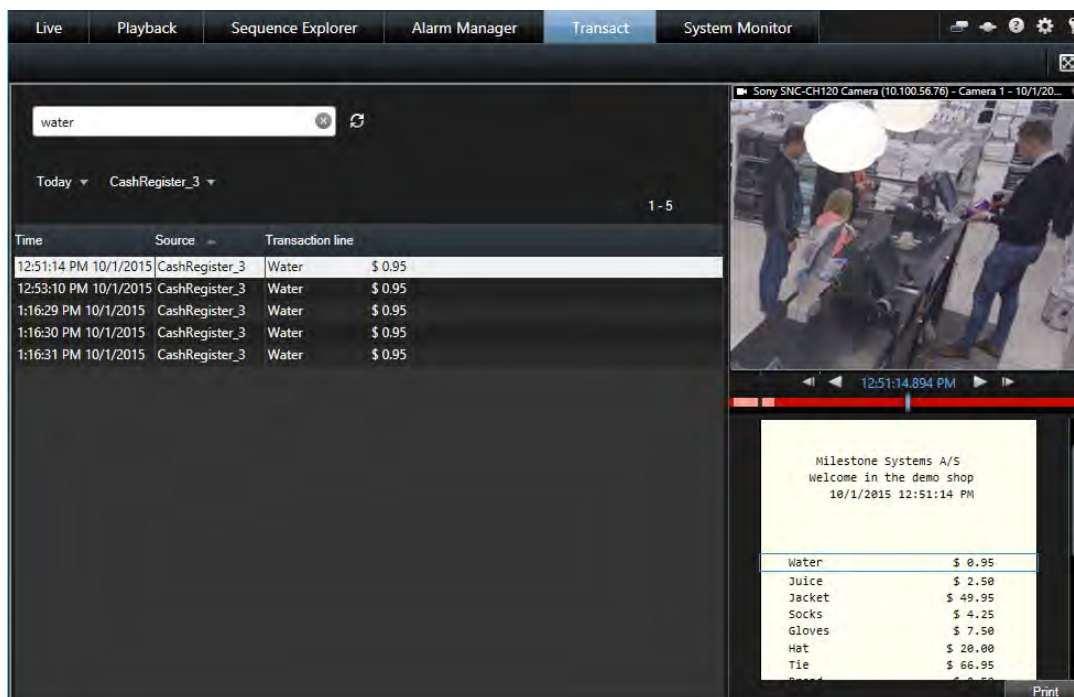 Live Playback Sequence Explorer Alarm Manager Transact System Monitor
Sony SNC-CH120 Camera (10.100.56.76) - Camera 1 - 10/1/20...
water
Today CashRegister_3
1 - 5
Time Source Transaction line
12:51:14 PM 10/1/2015 CashRegister_3 Water $ 0.95
12:53:10 PM 10/1/2015 CashRegister_3 Water $ 0.95
1:16:29 PM 10/1/2015 CashRegister_3 Water $ 0.95
1:16:30 PM 10/1/2015 CashRegister_3 Water $ 0.95
1:16:31 PM 10/1/2015 CashRegister_3 Water $ 0.95
12:51:14.894 PM
Milestone Systems A/S
Welcome in the demo shop
10/1/2015 12:51:14 PM
Water $ 0.95
Juice $ 2.50
Jacket $ 49.95
Socks $ 4.25
Gloves $ 7.50
Hat $ 20.00
Tie $ 66.95
Print